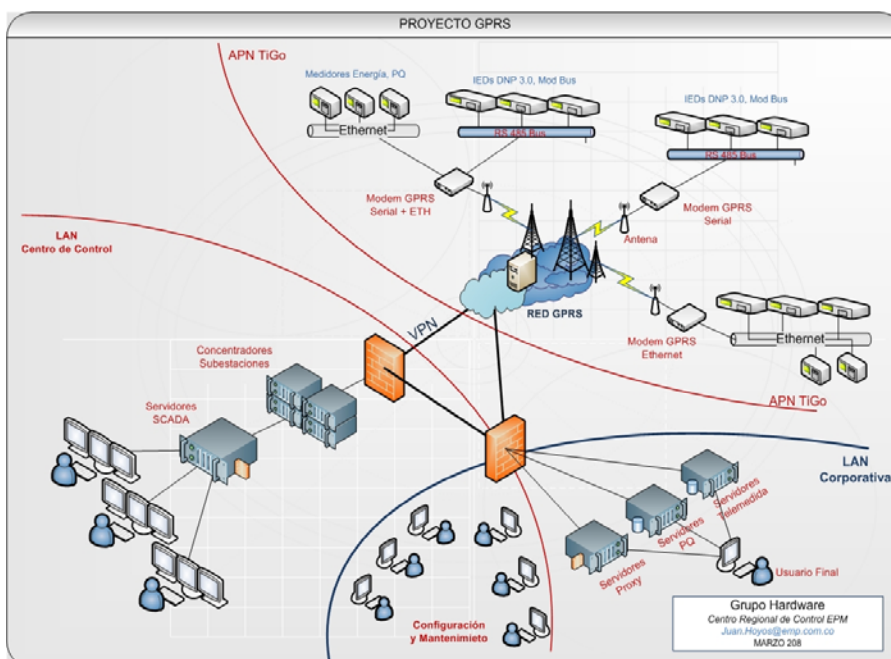 PROYECTO GPRS
APN TiGo
Medidores Energía, PQ
IEDs DNP 3.0, Mod Bus
IEDs DNP 3.0, Mod Bus
Ethernet
RS 485 Bus
RS 485 Bus
Modem GPRS
Serial + ETH
Modem GPRS
Serial
Antena
LAN
Centro de Control
RED GPRS
VPN
Modem GPRS
Ethernet
Ethernet
Concentradores
Subestaciones
Servidores
SCADA
APN TiGo
LAN
Corporativa
Servidores
Telemedida
Servidores
PQ
Servidores
Proxy
Usuario Final
Configuración
y Mantenimieto
Grupo Hardware
Centro Regional de Control EPM
Juan.Hoyos@emp.com.co
MARZO 208